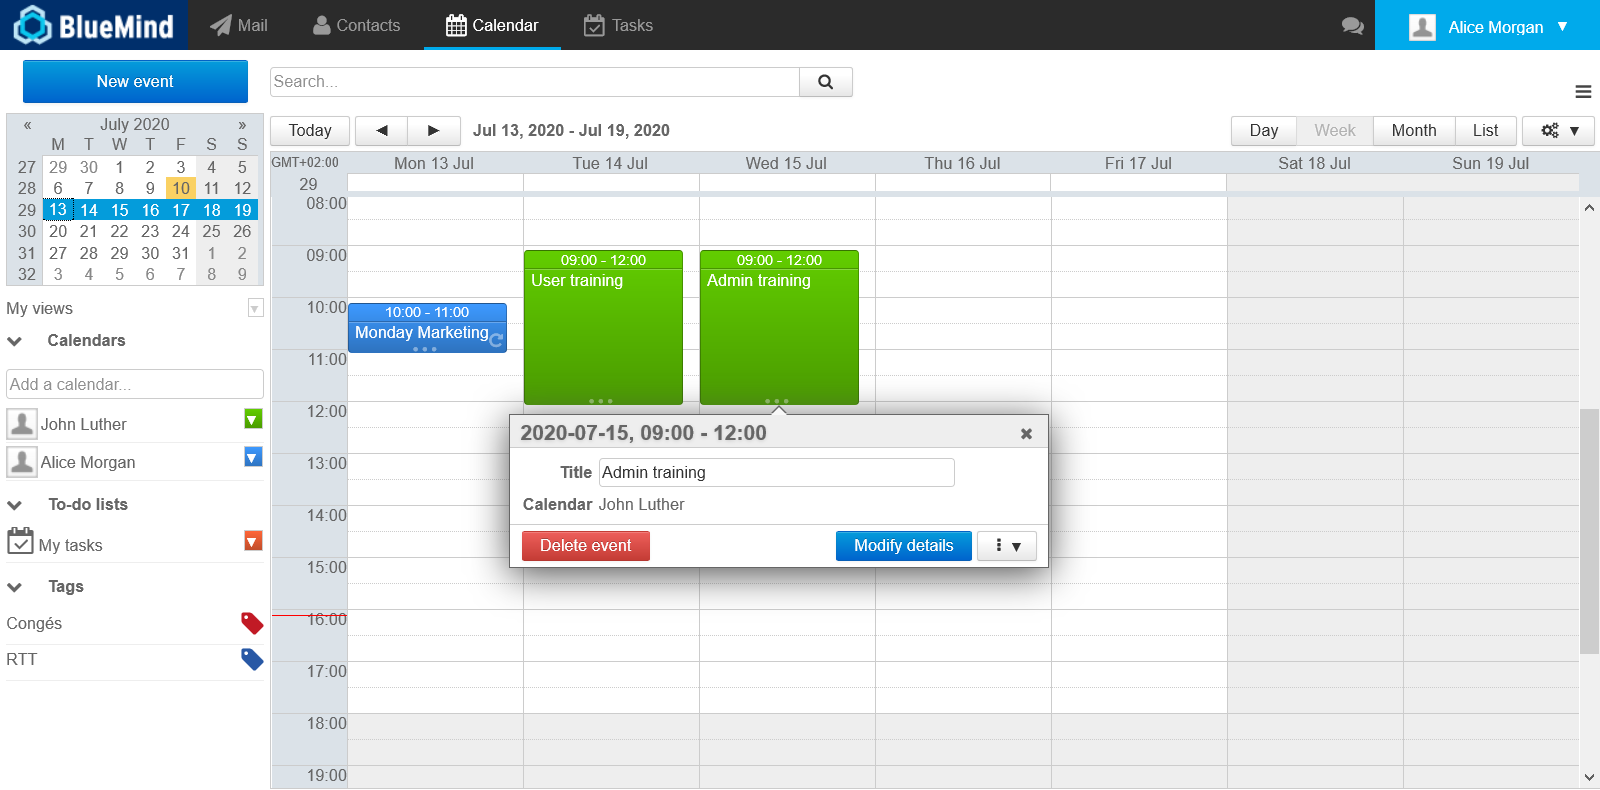 BlueMind Mail Contacts Calendar Tasks Alice Morgan ▼
New event
Search...
« July 2020 »
M T W T F S S
27 29 30 1 2 3 4 5
28 6 7 8 9 10 11 12
29 13 14 15 16 17 18 19
30 20 21 22 23 24 25 26
31 27 28 29 30 31 1 2
32 3 4 5 6 7 8 9
My views
Calendars
Add a calendar...
John Luther
Alice Morgan
To-do lists
My tasks
Tags
Congés
RTT
Today ◀ ▶ Jul 13, 2020 - Jul 19, 2020 Day Week Month List
GMT+02:00 Mon 13 Jul Tue 14 Jul Wed 15 Jul Thu 16 Jul Fri 17 Jul Sat 18 Jul Sun 19 Jul
29
08:00
09:00
10:00
11:00
12:00
13:00
14:00
15:00
16:00
17:00
18:00
19:00
10:00 - 11:00
Monday Marketing
09:00 - 12:00
User training
09:00 - 12:00
Admin training
2020-07-15, 09:00 - 12:00
Title Admin training
Calendar John Luther
Delete event Modify details